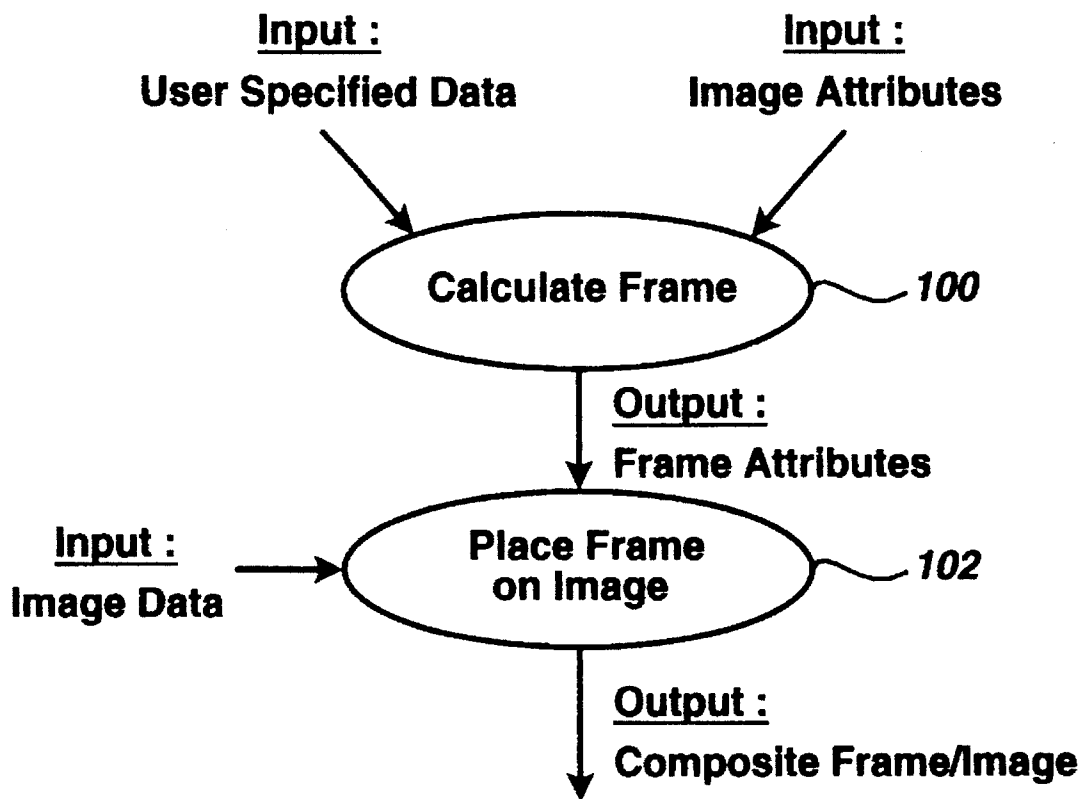 Input :
User Specified Data
Input :
Image Attributes
Calculate Frame
100
Output :
Frame Attributes
Input :
Image Data
Place Frame
on Image
102
Output :
Composite Frame/Image